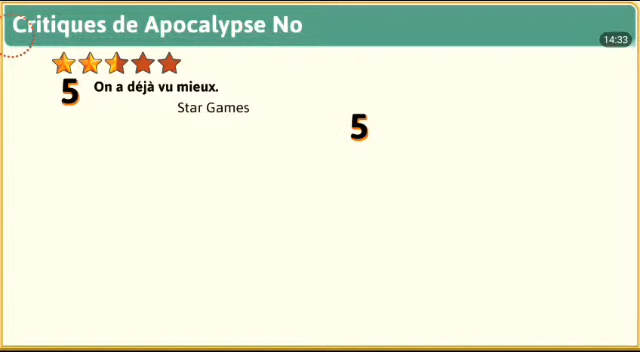 Critiques de Apocalypse No
14:33
5 On a déjà vu mieux.
Star Games
5